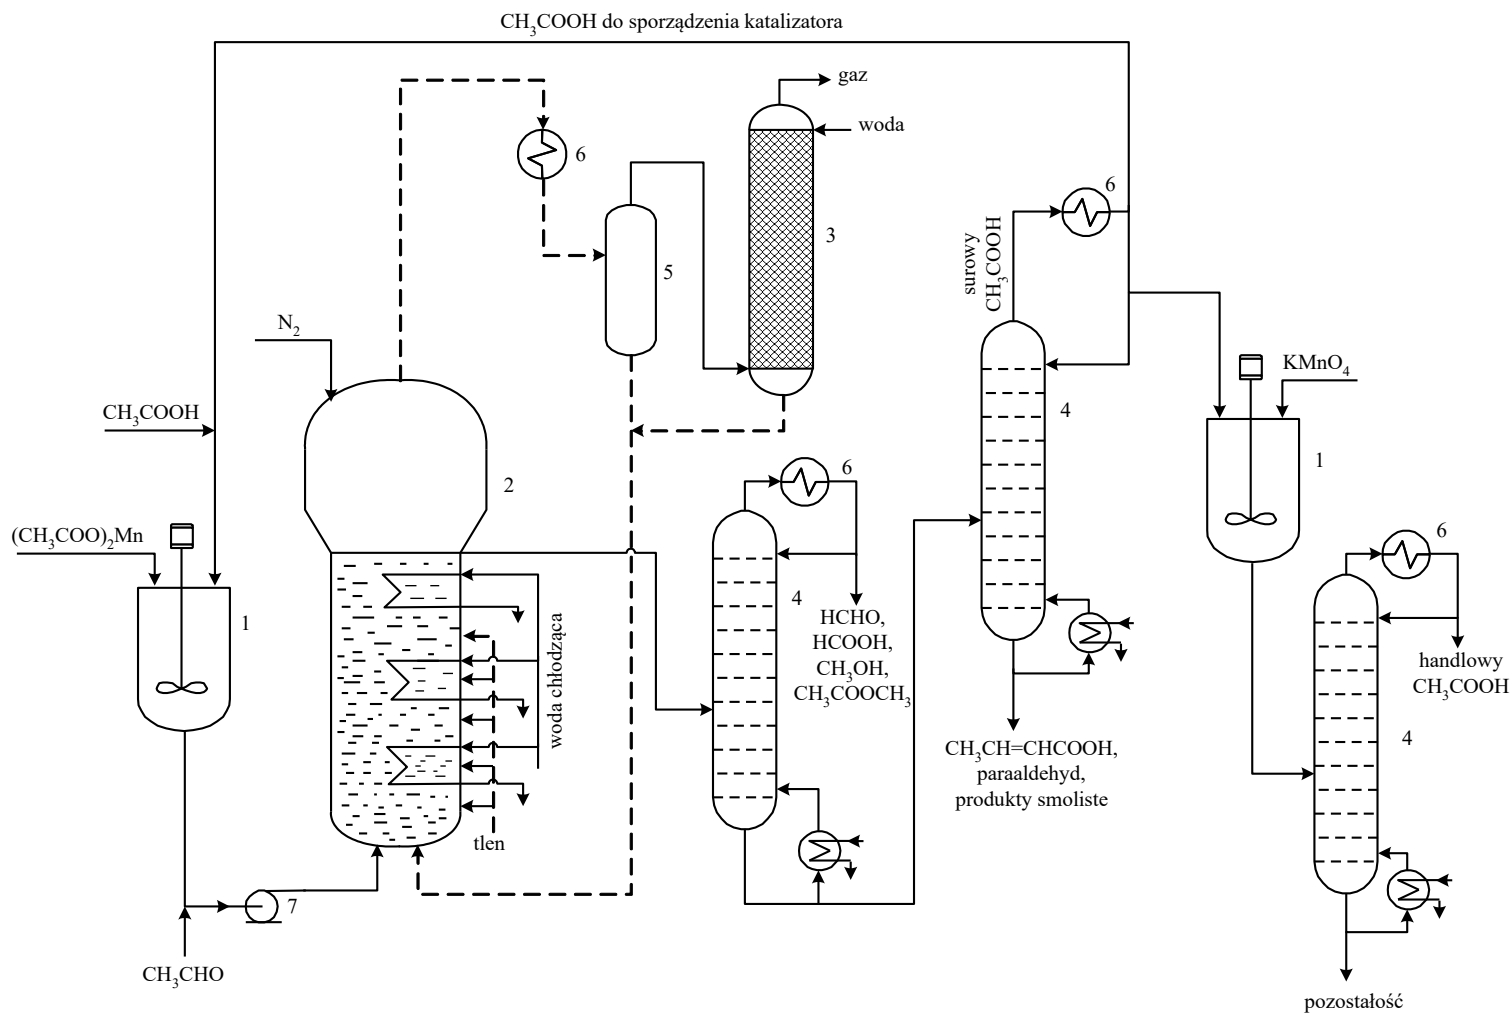 CH3COOH do sporządzenia katalizatora
gaz
woda
6
3
5
6
surowy
CH3COOH
N2
KMnO4
CH3COOH
4
1
6
2
(CH3COO)2Mn
6
4
HCHO,
HCOOH,
CH3OH,
CH3COOCH3
1
woda chłodząca
handlowy
CH3COOH
4
CH3CH=CHCOOH,
paraaldehyd,
produkty smoliste
tlen
7
CH3CHO
pozostałość